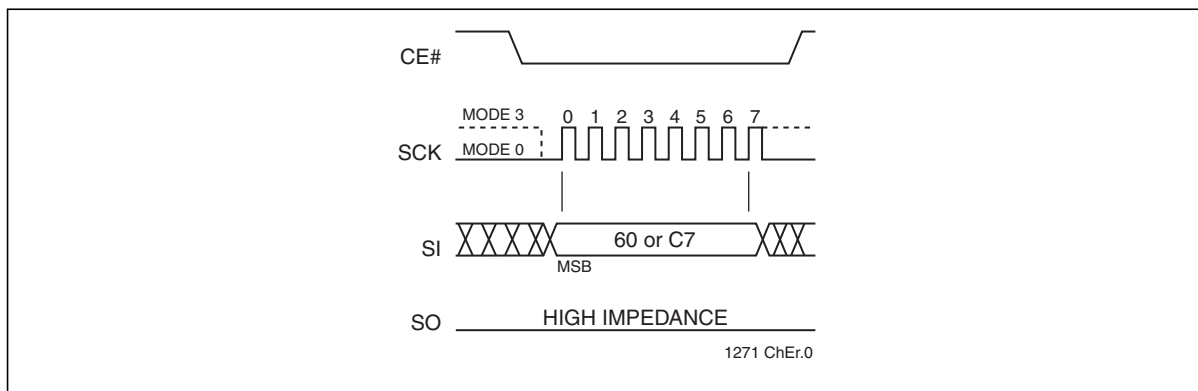 CE#
MODE 3
0 1 2 3 4 5 6 7
SCK
MODE 0
SI
60 or C7
MSB
SO
HIGH IMPEDANCE
1271 ChEr.0